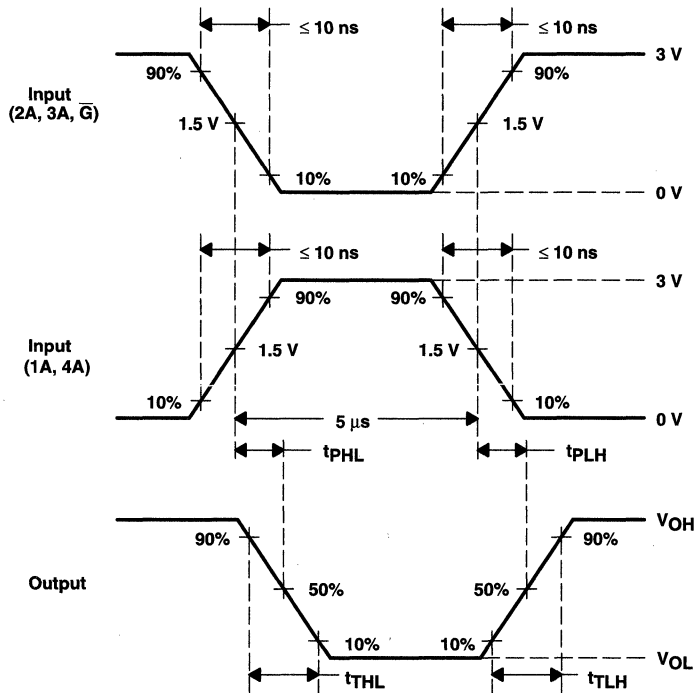 ≤ 10 ns ≤ 10 ns
3 V
90% 90%
Input
(2A, 3A, G̅)
1.5 V 1.5 V
10% 10%
0 V
≤ 10 ns ≤ 10 ns
3 V
90% 90%
Input
(1A, 4A)
1.5 V 1.5 V
10% 10%
5 μs
0 V
tPHL tPLH
VOH
90% 90%
Output
50% 50%
10% 10%
VOL
tTHL tTLH